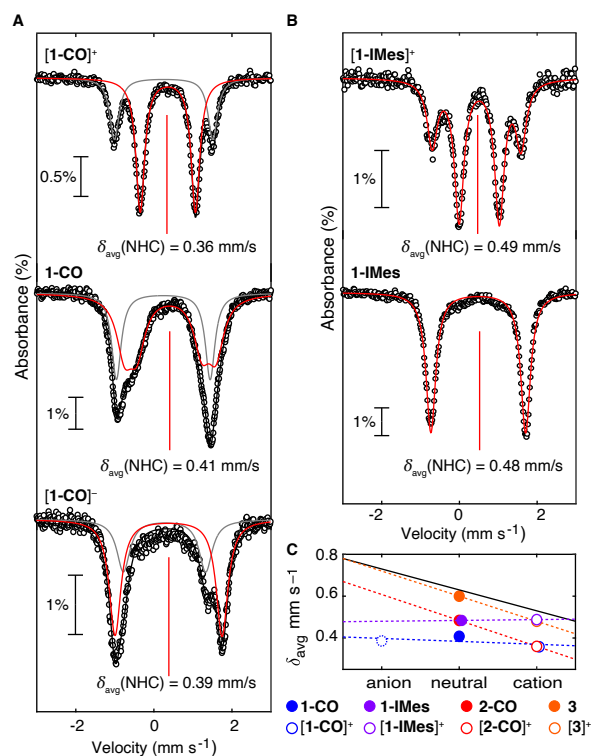 A
[1-CO]+
0.5%
δavg(NHC) = 0.36 mm/s
1-CO
1%
δavg(NHC) = 0.41 mm/s
[1-CO]−
1%
δavg(NHC) = 0.39 mm/s
Absorbance (%)
-2 0 2
Velocity (mm s-1)
B
[1-IMes]+
1%
δavg(NHC) = 0.49 mm/s
1-IMes
1%
δavg(NHC) = 0.48 mm/s
Absorbance (%)
-2 0 2
Velocity (mm s-1)
C
0.8
0.6
0.4
δavg mm s−1
anion neutral cation
1-CO 1-IMes 2-CO 3
[1-CO]+ [1-IMes]+ [2-CO]+ [3]+